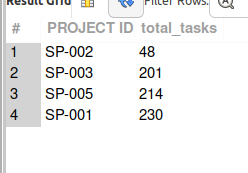 Result Grid Filter Rows:
# PROJECT ID total_tasks
1 SP-002 48
2 SP-003 201
3 SP-005 214
4 SP-001 230